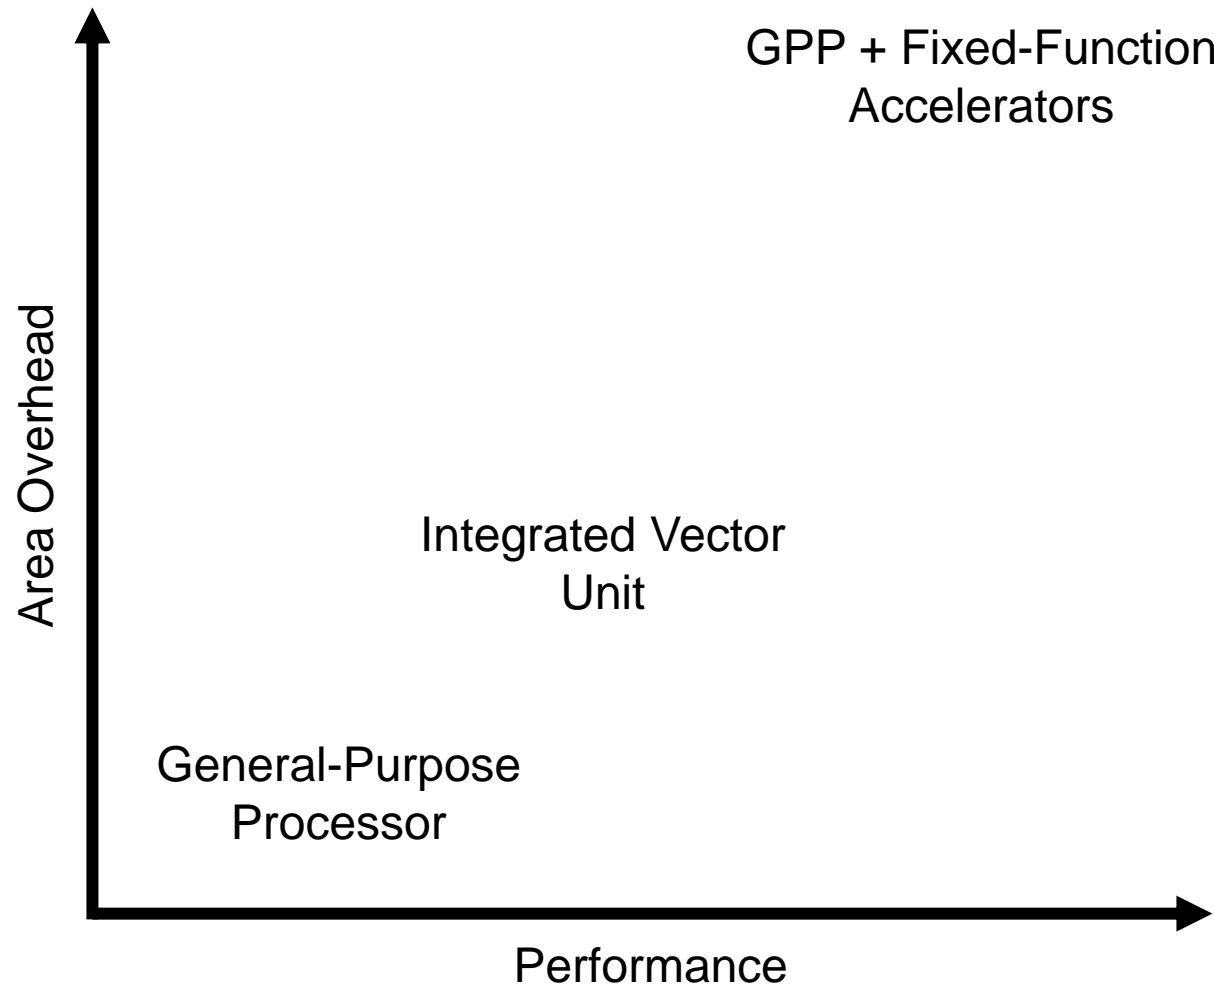 GPP + Fixed-Function
Accelerators
Area Overhead
Integrated Vector
Unit
General-Purpose
Processor
Performance